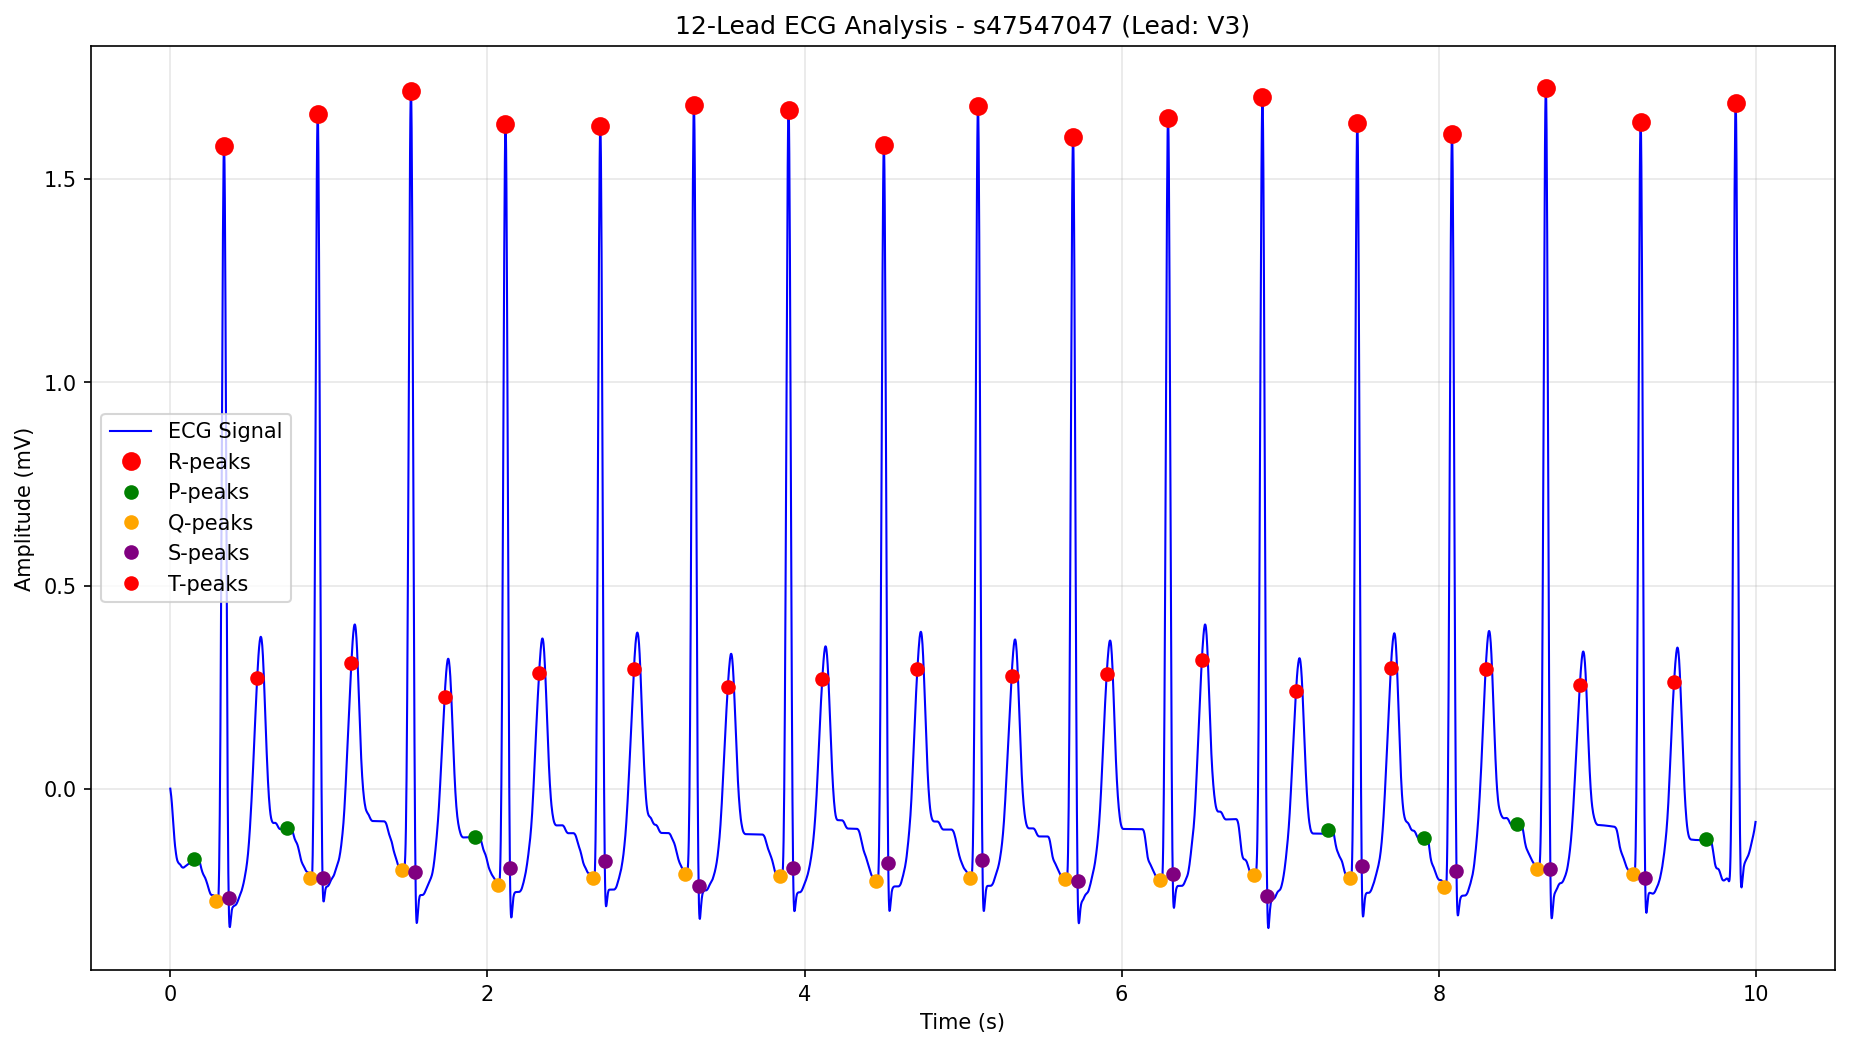 12-Lead ECG Analysis - s47547047 (Lead: V3)
Amplitude (mV)
1.5
1.0
0.5
0.0
ECG Signal
R-peaks
P-peaks
Q-peaks
S-peaks
T-peaks
0 2 4 6 8 10
Time (s)